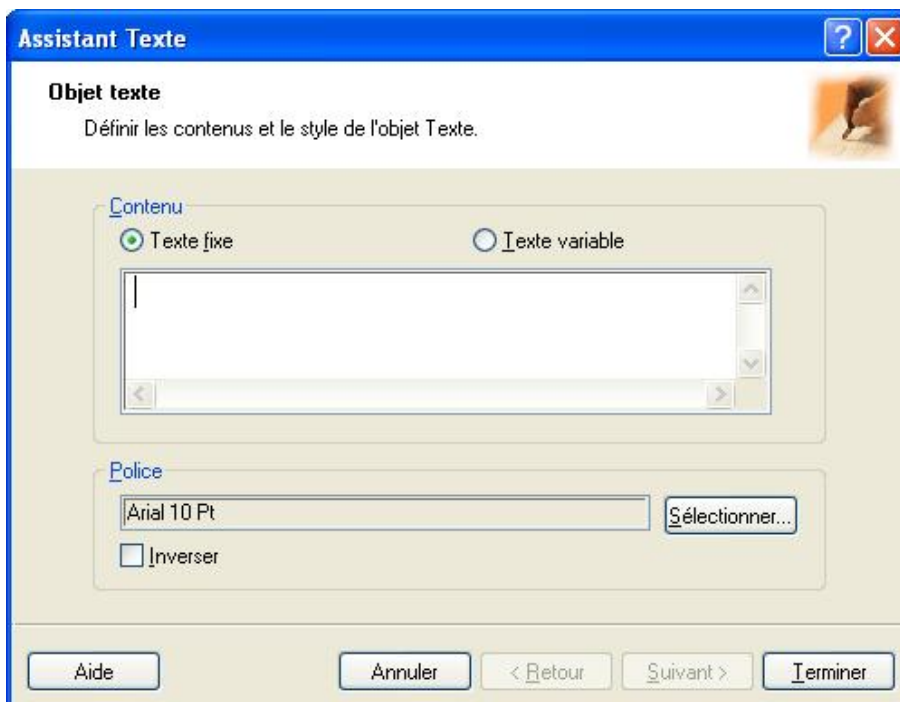 Assistant Texte
Objet texte
Définir les contenus et le style de l'objet Texte.
Contenu
Texte fixe
Texte variable
Police
Arial 10 Pt
Sélectionner...
Inverser
Aide
Annuler
< Retour
Suivant >
Terminer